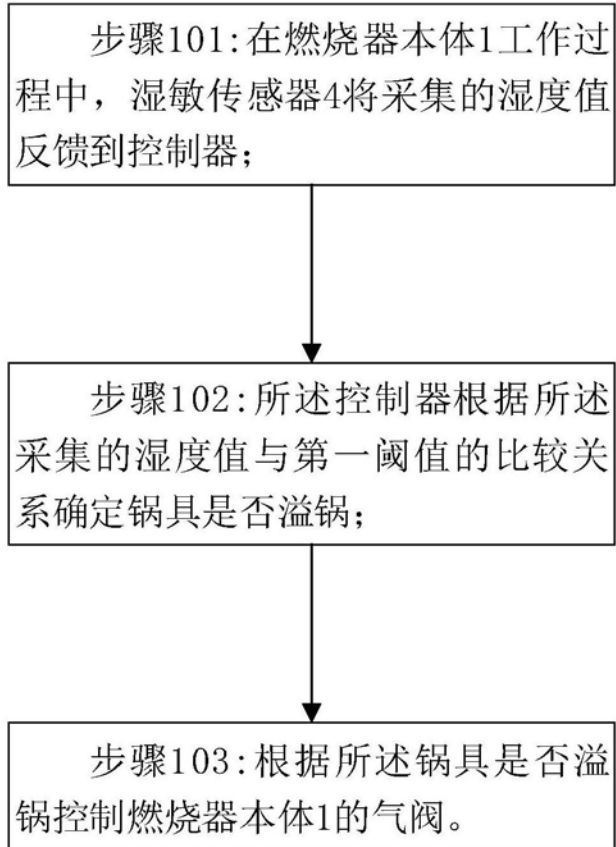 步骤101:在燃烧器本体1工作过
程中，湿敏传感器4将采集的湿度值
反馈到控制器；
步骤102:所述控制器根据所述
采集的湿度值与第一阈值的比较关
系确定锅具是否溢锅；
步骤103:根据所述锅具是否溢
锅控制燃烧器本体1的气阀。